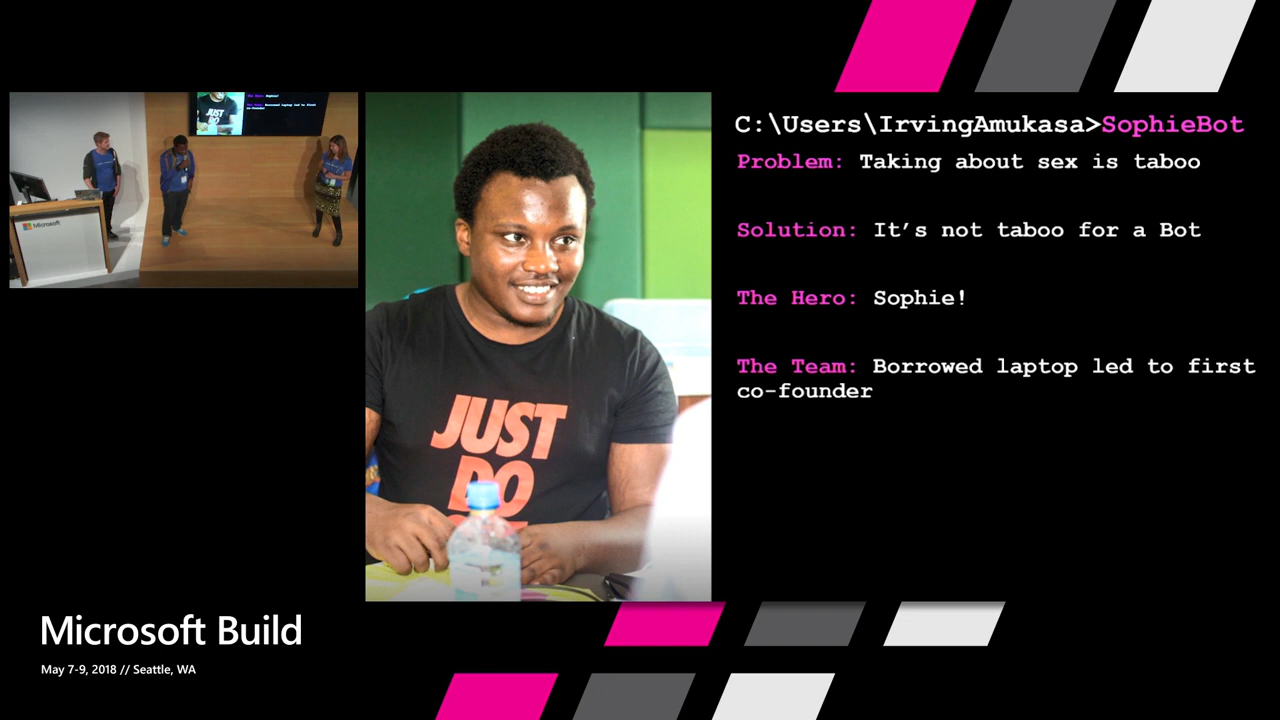 C:\Users\IrvingAmukasa>SophieBot
Problem: Taking about sex is taboo
Solution: It’s not taboo for a Bot
The Hero: Sophie!
The Team: Borrowed laptop led to first
co-founder
JUST
DO
Microsoft
Microsoft Build
May 7-9, 2018 // Seattle, WA